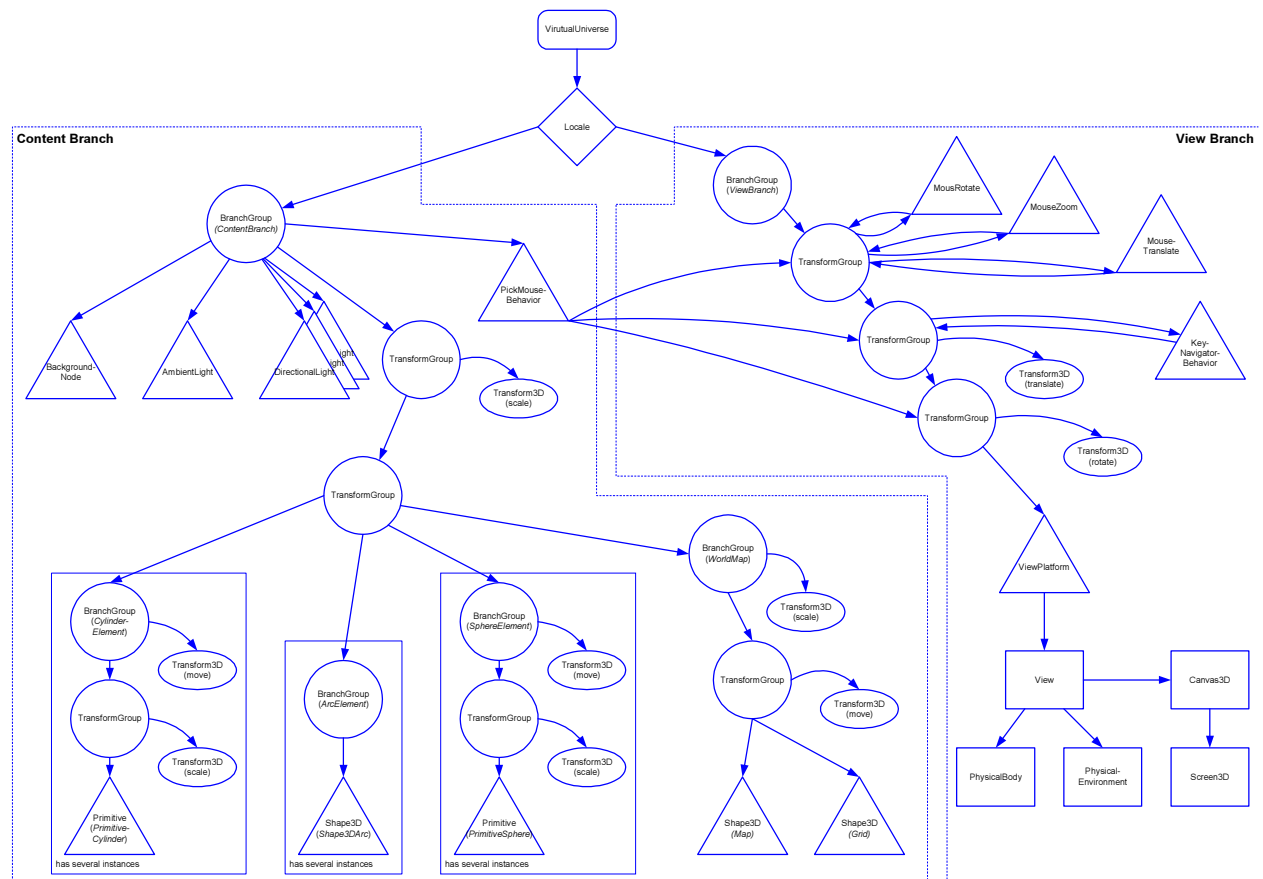 VirutualUniverse
Locale
Content Branch
View Branch
BranchGroup
(ViewBranch)
MousRotate
MouseZoom
Mouse-
Translate
BranchGroup
(ContentBranch)
TransformGroup
PickMouse-
Behavior
TransformGroup
Key-
Navigator-
Behavior
Background-
Node
AmbientLight
DirectionalLight
ight
ight
TransformGroup
Transform3D
(scale)
Transform3D
(translate)
TransformGroup
Transform3D
(rotate)
TransformGroup
BranchGroup
(WorldMap)
Transform3D
(scale)
ViewPlatform
BranchGroup
(Cylinder-
Element)
Transform3D
(move)
TransformGroup
Transform3D
(scale)
Primitive
(Primitive-
Cylinder)
has several instances
BranchGroup
(ArcElement)
Shape3D
(Shape3DArc)
has several instances
BranchGroup
(SphereElement)
Transform3D
(move)
TransformGroup
Transform3D
(scale)
Primitive
(PrimitiveSphere)
has several instances
TransformGroup
Transform3D
(move)
Shape3D
(Map)
Shape3D
(Grid)
View
Canvas3D
PhysicalBody
Physical-
Environment
Screen3D